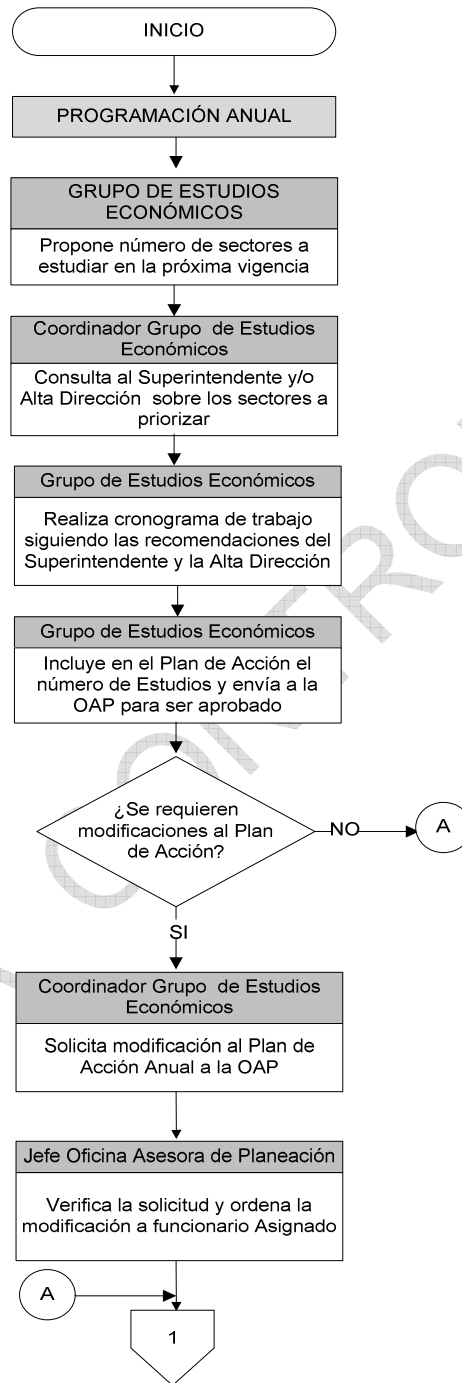 INICIO
PROGRAMACIÓN ANUAL
GRUPO DE ESTUDIOS
ECONÓMICOS
Propone número de sectores a
estudiar en la próxima vigencia
Coordinador Grupo de Estudios
Económicos
Consulta al Superintendente y/o
Alta Dirección sobre los sectores a
priorizar
Grupo de Estudios Económicos
Realiza cronograma de trabajo
siguiendo las recomendaciones del
Superintendente y la Alta Dirección
Grupo de Estudios Económicos
Incluye en el Plan de Acción el
número de Estudios y envía a la
OAP para ser aprobado
¿Se requieren
modificaciones al Plan
de Acción?
NO
A
SI
Coordinador Grupo de Estudios
Económicos
Solicita modificación al Plan de
Acción Anual a la OAP
Jefe Oficina Asesora de Planeación
Verifica la solicitud y ordena la
modificación a funcionario Asignado
A
1